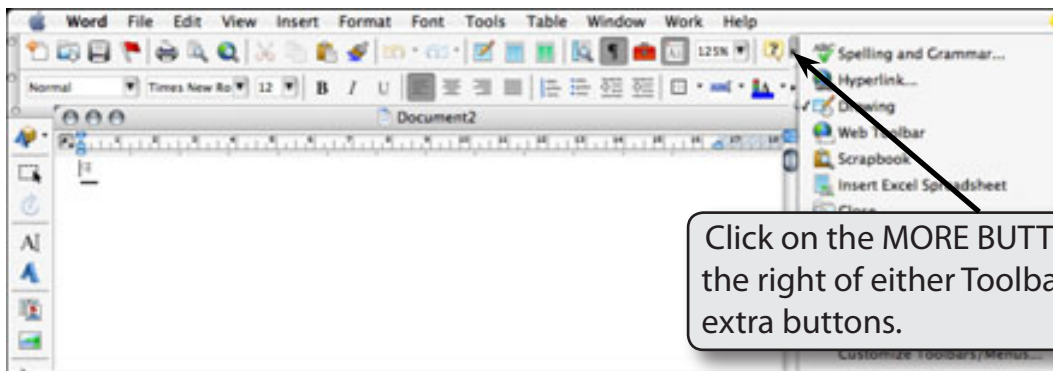 Word File Edit View Insert Format Font Tools Table Window Work Help
125%
Normal Times New Ro 12 B I U
Document2
Spelling and Grammar...
Hyperlink...
Drawing
Web Toolbar
Scrapbook
Insert Excel Spreadsheet
Close
Click on the MORE BUTT
the right of either Toolba
extra buttons.
Customize Toolbars/Menus...